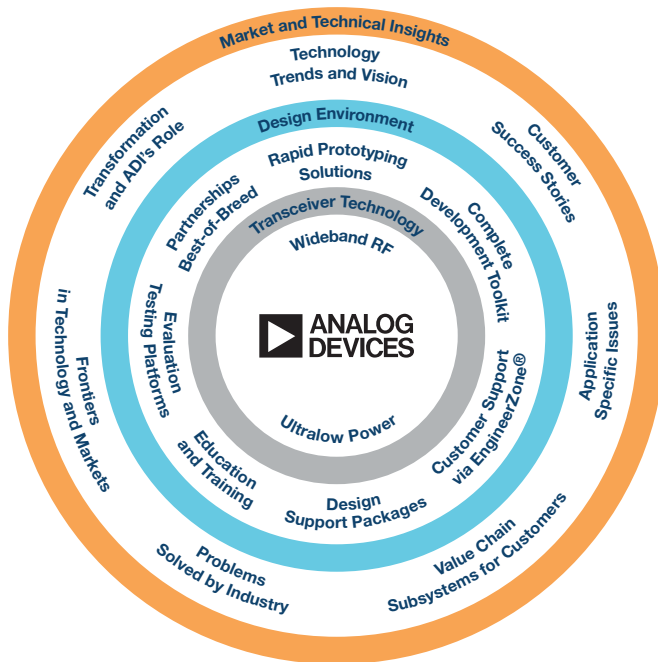 Market and Technical Insights
Technology
Trends and Vision
Customer
Success Stories
Application
Specific Issues
Value Chain
Subsystems for Customers
Problems
Solved by Industry
Frontiers
in Technology and Markets
Transformation
and ADI's Role
Design Environment
Rapid Prototyping
Solutions
Complete
Development Toolkit
Customer Support
via EngineerZone®
Design
Support Packages
Education
and Training
Evaluation
Testing Platforms
Partnerships
Best-of-Breed
Transceiver Technology
Wideband RF
ANALOG
DEVICES
Ultralow Power